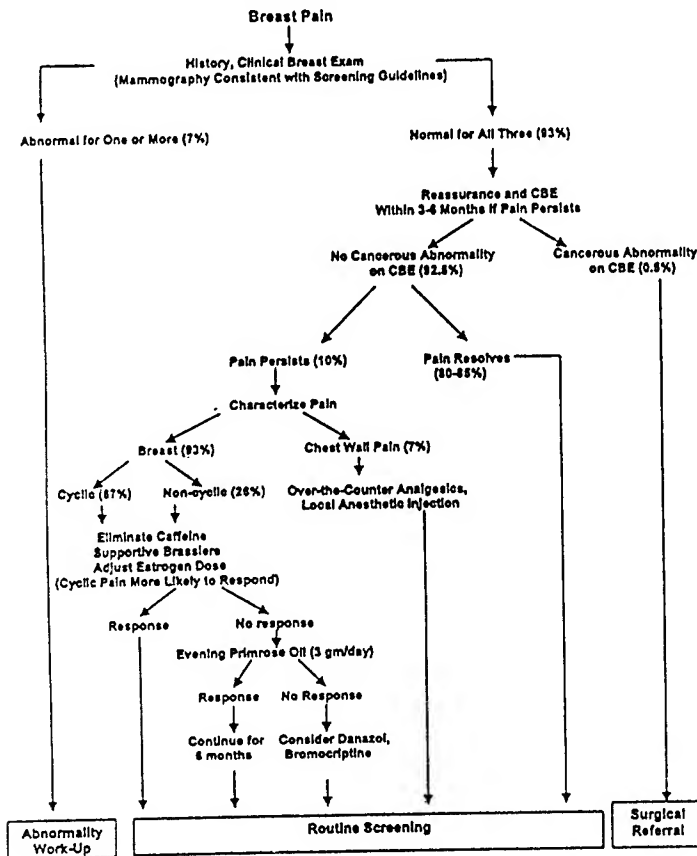 Breast Pain
History, Clinical Breast Exam
(Mammography Consistent with Screening Guidelines)
Abnormal for One or More (7%)
Normal for All Three (93%)
Reassurance and CBE
Within 3-6 Months if Pain Persists
No Cancerous Abnormality
on CBE (92.5%)
Cancerous Abnormality
on CBE (0.5%)
Pain Persists (10%)
Pain Resolves
(80-85%)
Characterize Pain
Breast (93%)
Chest Wall Pain (7%)
Cyclic (67%)
Non-cyclic (26%)
Over-the-Counter Analgesics,
Local Anesthetic Injection
Eliminate Caffeine
Supportive Brassiere
Adjust Estrogen Dose
(Cyclic Pain More Likely to Respond)
Response
No response
Evening Primrose Oil (3 gm/day)
Response
No Response
Continue for
6 months
Consider Danazol,
Bromocriptine
Abnormality
Work-Up
Routine Screening
Surgical
Referral